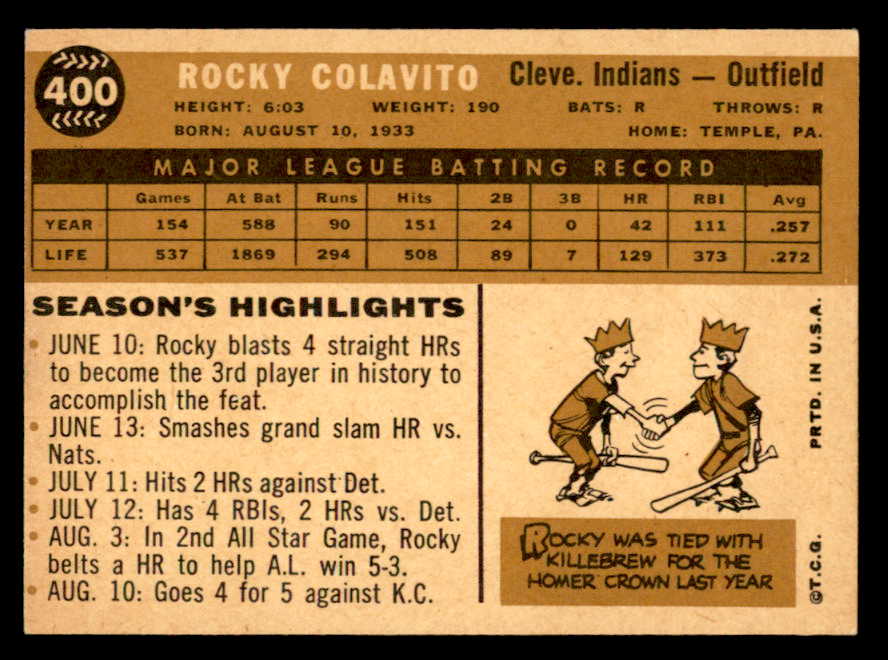 400
ROCKY COLAVITO Cleve. Indians — Outfield
HEIGHT: 6:03 WEIGHT: 190 BATS: R THROWS: R
BORN: AUGUST 10, 1933 HOME: TEMPLE, PA.
MAJOR LEAGUE BATTING RECORD
Games At Bat Runs Hits 2B 3B HR RBI Avg
YEAR 154 588 90 151 24 0 42 111 .257
LIFE 537 1869 294 508 89 7 129 373 .272
SEASON'S HIGHLIGHTS
• JUNE 10: Rocky blasts 4 straight HRs
to become the 3rd player in history to
accomplish the feat.
• JUNE 13: Smashes grand slam HR vs.
Nats.
• JULY 11: Hits 2 HRs against Det.
• JULY 12: Has 4 RBIs, 2 HRs vs. Det.
• AUG. 3: In 2nd All Star Game, Rocky
belts a HR to help A.L. win 5-3.
• AUG. 10: Goes 4 for 5 against K.C.
ROCKY WAS TIED WITH
KILLEBREW FOR THE
HOMER CROWN LAST YEAR
©T.C.G. PRTD. IN U.S.A.